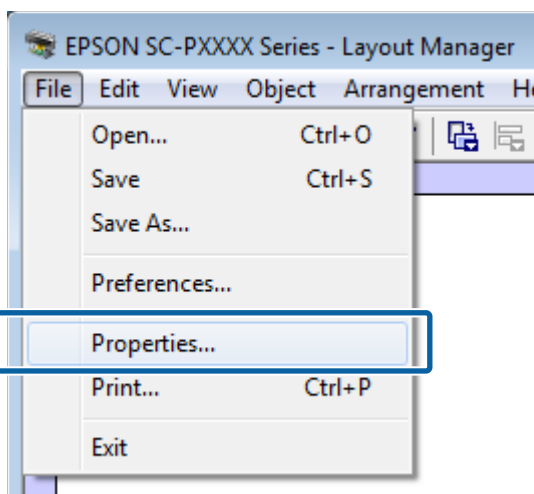 EPSON SC-PXXXX Series - Layout Manager
File Edit View Object Arrangement
Open... Ctrl+O
Save Ctrl+S
Save As...
Preferences...
Properties...
Print... Ctrl+P
Exit